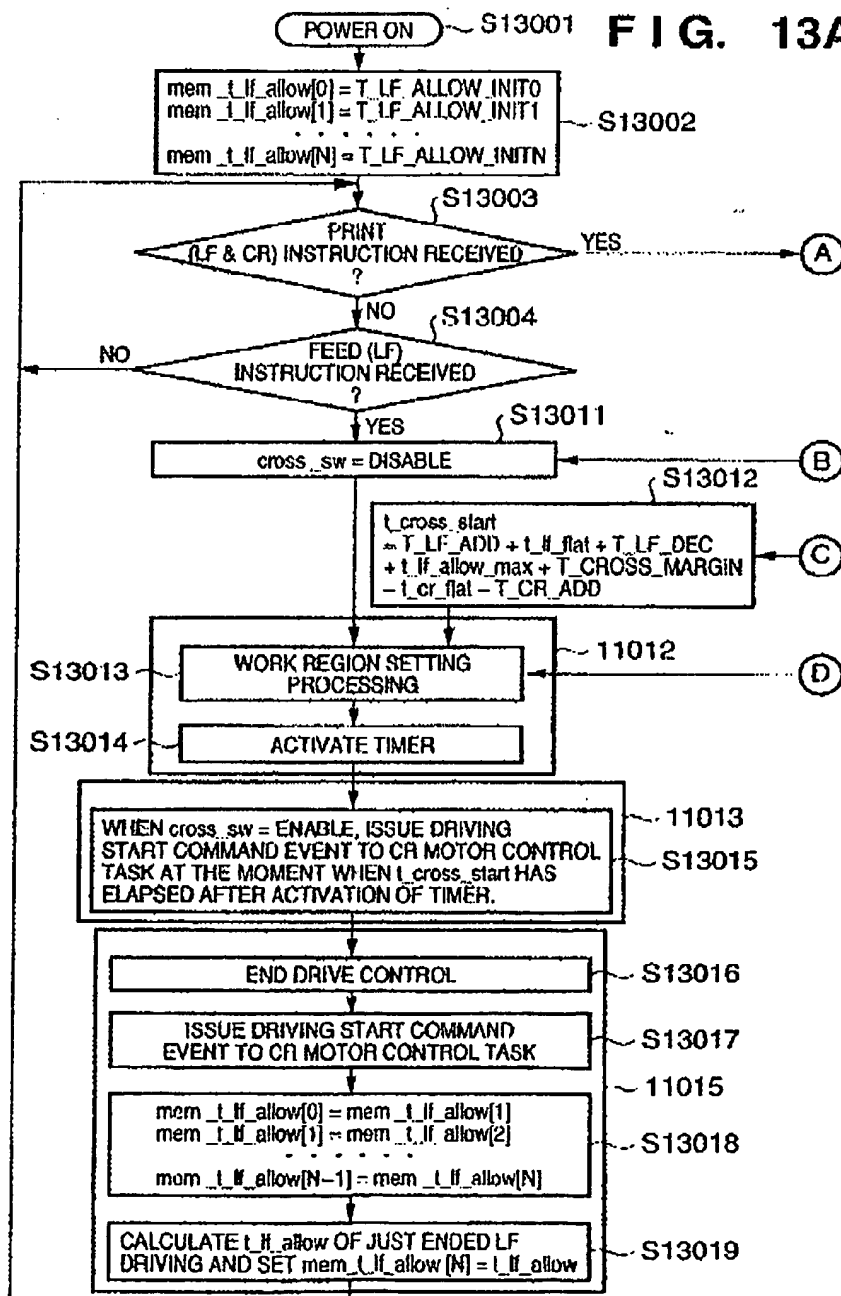 FIG. 13A
POWER ON
S13001
mem_t_lf_allow[0] = T_LF_ALLOW_INIT0
mem_t_lf_allow[1] = T_LF_ALLOW_INIT1
. . . . . . .
mem_t_lf_allow[N] = T_LF_ALLOW_INITN
S13002
S13003
PRINT
(LF & CR) INSTRUCTION RECEIVED
?
YES
A
NO
S13004
FEED (LF)
INSTRUCTION RECEIVED
?
NO
YES
S13011
cross_sw = DISABLE
B
S13012
t_cross_start
= T_LF_ADD + t_lf_flat + T_LF_DEC
+ t_lf_allow_max + T_CROSS_MARGIN
– t_cr_flat – T_CR_ADD
C
11012
S13013
WORK REGION SETTING
PROCESSING
D
S13014
ACTIVATE TIMER
11013
WHEN cross_sw = ENABLE, ISSUE DRIVING
START COMMAND EVENT TO CR MOTOR CONTROL
TASK AT THE MOMENT WHEN t_cross_start HAS
ELAPSED AFTER ACTIVATION OF TIMER.
S13015
END DRIVE CONTROL
S13016
ISSUE DRIVING START COMMAND
EVENT TO CR MOTOR CONTROL TASK
S13017
11015
mem_t_lf_allow[0] = mem_t_lf_allow[1]
mem_t_lf_allow[1] = mem_t_lf_allow[2]
. . . . . . .
mem_t_lf_allow[N–1] = mem_t_lf_allow[N]
S13018
CALCULATE t_lf_allow OF JUST ENDED LF
DRIVING AND SET mem_t_lf_allow [N] = t_lf_allow
S13019